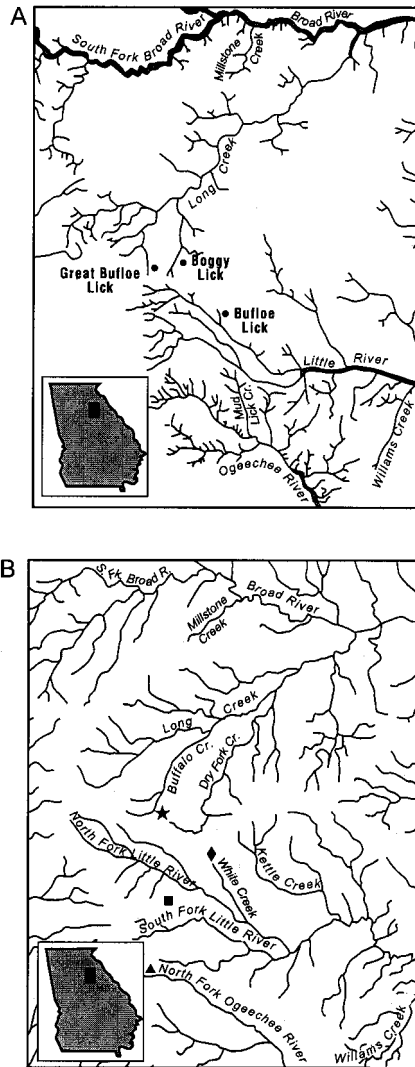 A
South Fork Broad River
Broad River
Millstone
Creek
Long Creek
Great Bufloe
Lick
Boggy
Lick
Bufloe
Lick
Little River
Mud
Lick Cr.
Ogeechee River
Willams Creek
B
S. Fk. Broad R.
Broad River
Millstone
Creek
Long Creek
Buffalo Cr.
Dry Fork Cr.
North Fork Little River
White Creek
Kettle Creek
South Fork Little River
North Fork Ogeechee River
Willams Creek